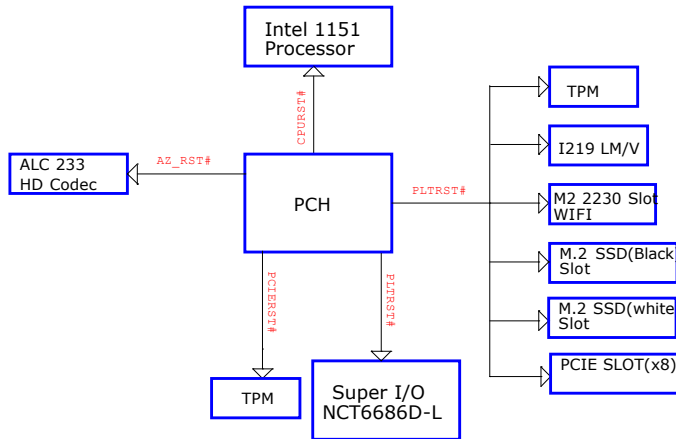 Intel 1151
Processor
CPURST#
TPM
ALC 233
HD Codec
AZ_RST#
I219 LM/V
PCH
PLTRST#
M2 2230 Slot
WIFI
M.2 SSD(Black)
Slot
PCIERST#
PLTRST#
M.2 SSD(white
Slot
PCIE SLOT(x8)
TPM
Super I/O
NCT6686D-L